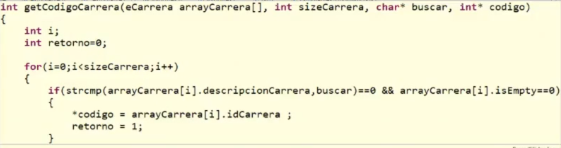 int getCodigoCarrera(eCarrera arrayCarrera[], int sizeCarrera, char* buscar, int* codigo)
{
    int i;
    int retorno=0;

    for(i=0;i<sizeCarrera;i++)
    {
        if(strcmp(arrayCarrera[i].descripcionCarrera,buscar)==0 && arrayCarrera[i].isEmpty==0)
        {
            *codigo = arrayCarrera[i].idCarrera ;
            retorno = 1;
        }